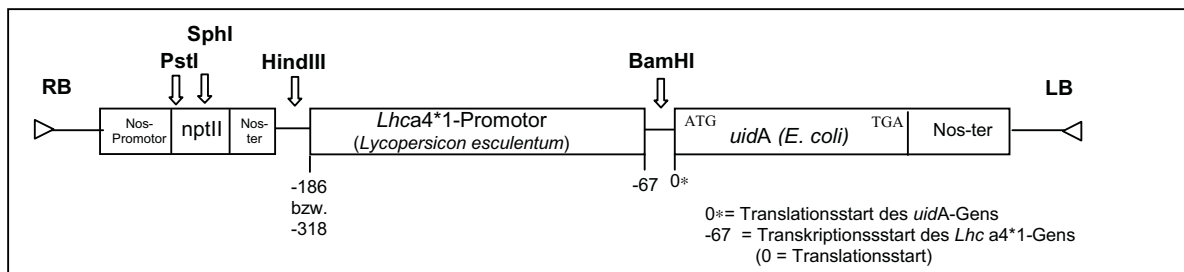 SphI
PstI
HindIII
BamHI
RB
LB
Nos-
Promotor
nptII
Nos-
ter
Lhca4*1-Promotor
(Lycopersicon esculentum)
ATG
TGA
uidA (E. coli)
Nos-ter
-186
bzw.
-318
-67
0*
0*= Translationsstart des uidA-Gens
-67 = Transkriptionssstart des Lhc a4*1-Gens
(0 = Translationsstart)